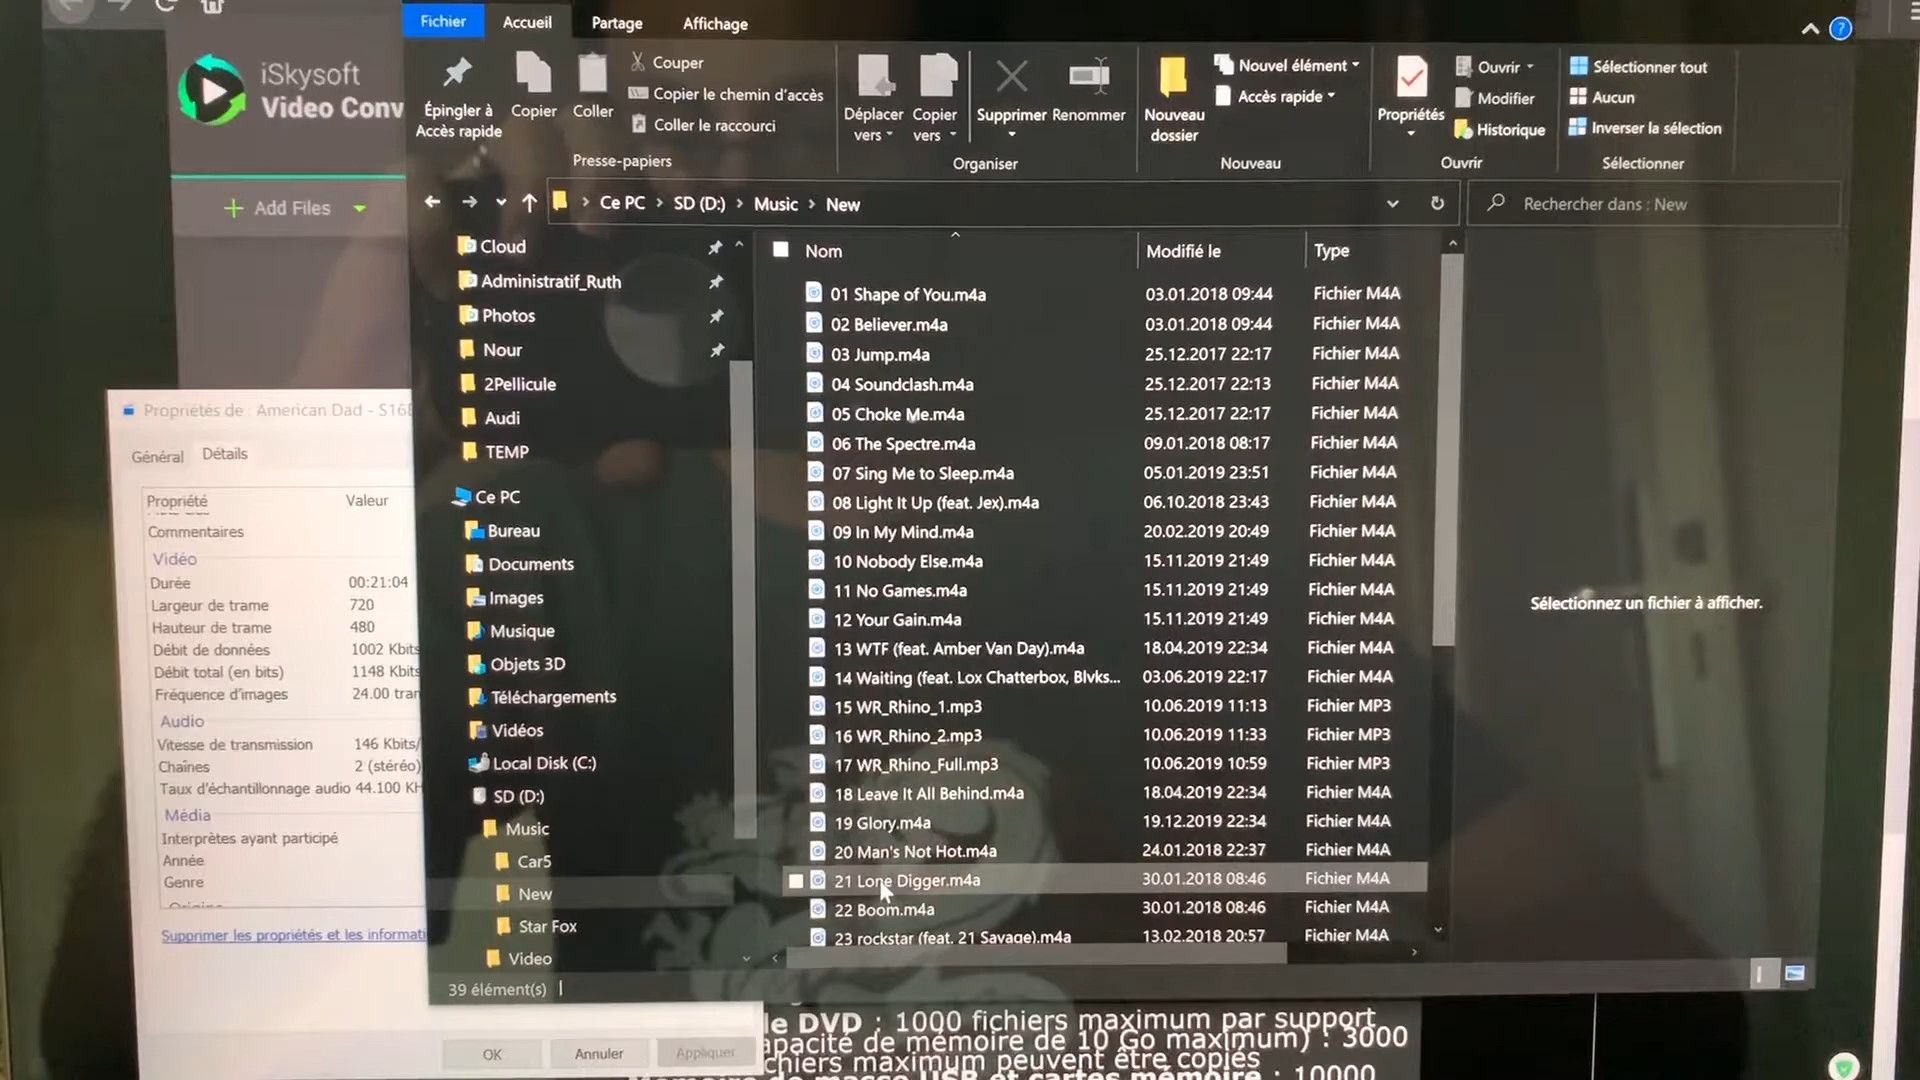 Fichier Accueil Partage Affichage
iSkysoft
Video Conv
Add Files
Épingler à
Accès rapide
Copier
Coller
Couper
Copier le chemin d'accès
Coller le raccourci
Presse-papiers
Déplacer
vers
Copier
vers
Supprimer
Renommer
Organiser
Nouveau
dossier
Nouvel élément
Accès rapide
Nouveau
Propriétés
Ouvrir
Modifier
Historique
Ouvrir
Sélectionner tout
Aucun
Inverser la sélection
Sélectionner
Ce PC > SD (D:) > Music > New
Rechercher dans : New
Cloud
Administratif_Ruth
Photos
Nour
2Pellicule
Audi
TEMP
Ce PC
Bureau
Documents
Images
Musique
Objets 3D
Téléchargements
Vidéos
Local Disk (C:)
SD (D:)
Music
Car5
New
Star Fox
Video
39 élément(s)
Nom Modifié le Type
01 Shape of You.m4a 03.01.2018 09:44 Fichier M4A
02 Believer.m4a 03.01.2018 09:44 Fichier M4A
03 Jump.m4a 25.12.2017 22:17 Fichier M4A
04 Soundclash.m4a 25.12.2017 22:13 Fichier M4A
05 Choke Me.m4a 25.12.2017 22:17 Fichier M4A
06 The Spectre.m4a 09.01.2018 08:17 Fichier M4A
07 Sing Me to Sleep.m4a 05.01.2019 23:51 Fichier M4A
08 Light It Up (feat. Jex).m4a 06.10.2018 23:43 Fichier M4A
09 In My Mind.m4a 20.02.2019 20:49 Fichier M4A
10 Nobody Else.m4a 15.11.2019 21:49 Fichier M4A
11 No Games.m4a 15.11.2019 21:49 Fichier M4A
12 Your Gain.m4a 15.11.2019 21:49 Fichier M4A
13 WTF (feat. Amber Van Day).m4a 18.04.2019 22:34 Fichier M4A
14 Waiting (feat. Lox Chatterbox, Blvks... 03.06.2019 22:17 Fichier M4A
15 WR_Rhino_1.mp3 10.06.2019 11:13 Fichier MP3
16 WR_Rhino_2.mp3 10.06.2019 11:33 Fichier MP3
17 WR_Rhino_Full.mp3 10.06.2019 10:59 Fichier MP3
18 Leave It All Behind.m4a 18.04.2019 22:34 Fichier M4A
19 Glory.m4a 19.12.2019 22:34 Fichier M4A
20 Man's Not Hot.m4a 24.01.2018 22:37 Fichier M4A
21 Lone Digger.m4a 30.01.2018 08:46 Fichier M4A
22 Boom.m4a 30.01.2018 08:46 Fichier M4A
23 rockstar (feat. 21 Savage).m4a 13.02.2018 20:57 Fichier M4A
Sélectionnez un fichier à afficher.
Propriétés de : American Dad - S16
Général Détails
Propriété Valeur
Commentaires
Vidéo
Durée 00:21:04
Largeur de trame 720
Hauteur de trame 480
Débit de données 1002 Kbits
Débit total (en bits) 1148 Kbits
Fréquence d'images 24.00 tran
Audio
Vitesse de transmission 146 Kbits/
Chaînes 2 (stéréo)
Taux d'échantillonnage audio 44.100 KH
Média
Interprètes ayant participé
Année
Genre
Origine
Supprimer les propriétés et les informati
OK Annuler Appliquer
le DVD : 1000 fichiers maximum par support
apacité de mémoire de 10 Go maximum) : 3000
chiers maximum peuvent être copiés
Mémoire de masse USB et cartes mémoire : 10000